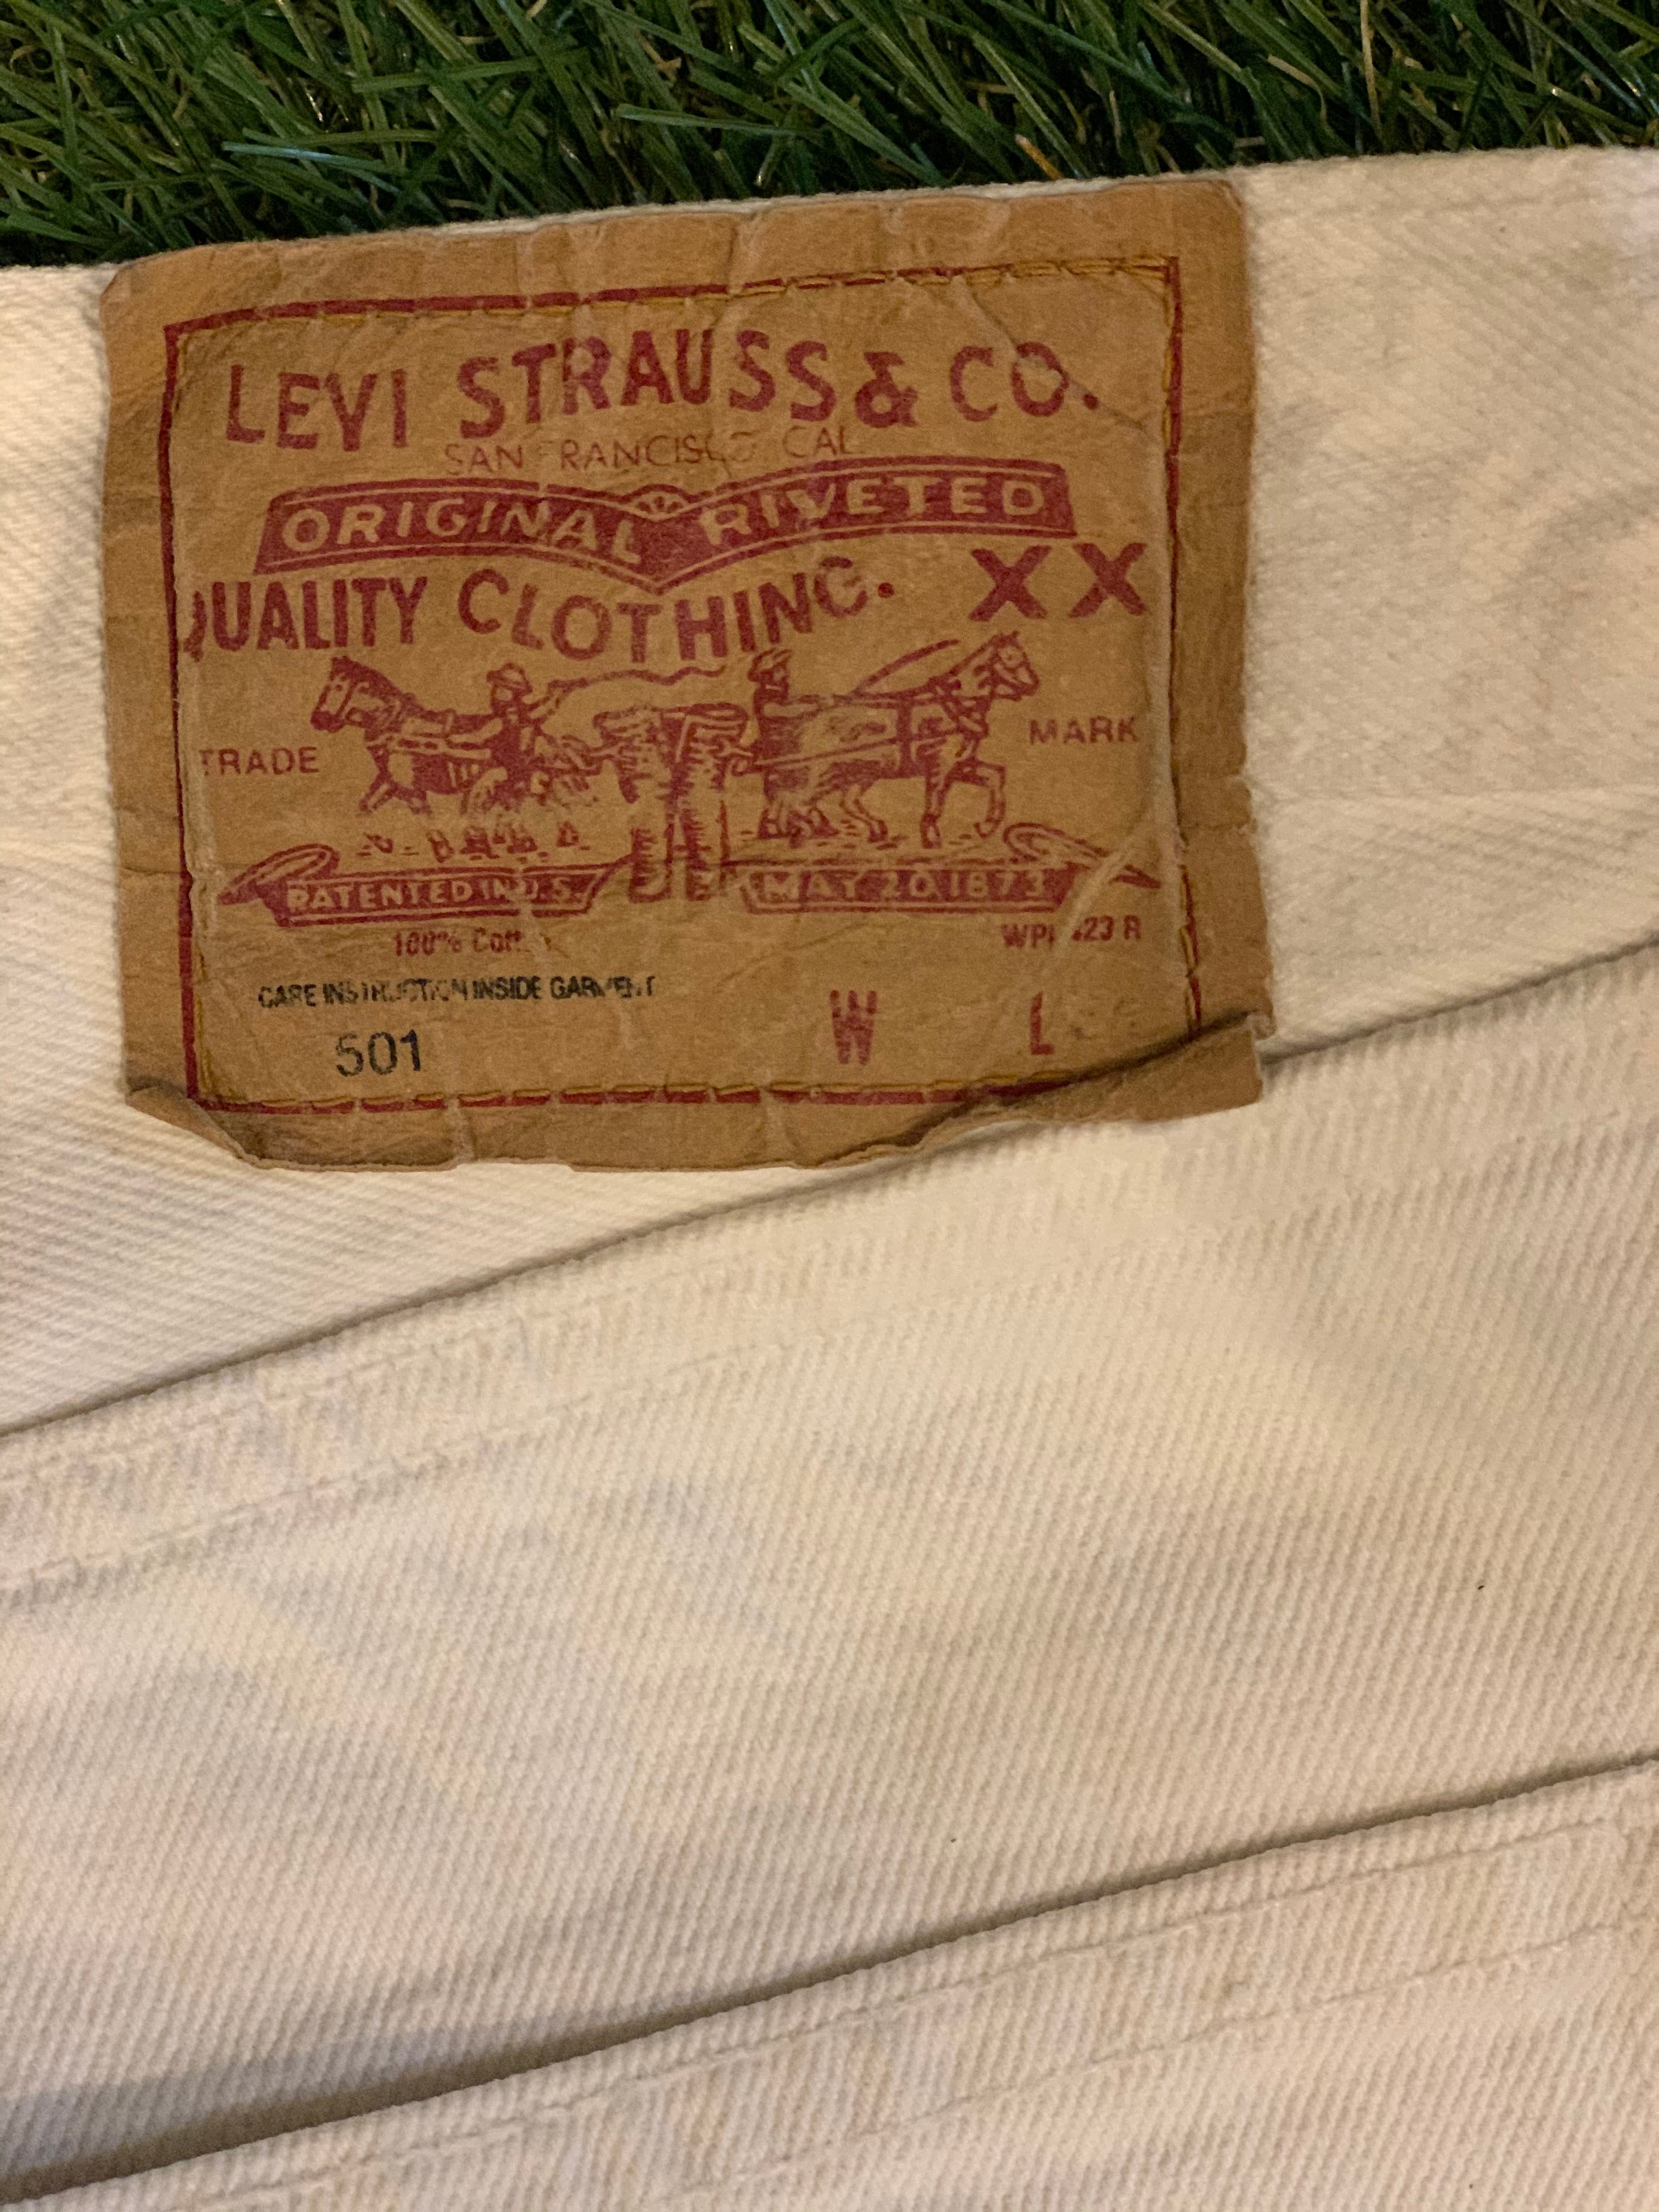 LEVI STRAUSS & CO.
SAN FRANCISCO CAL
ORIGINAL RIVETED
QUALITY CLOTHING. XX
TRADE MARK
PATENTED IN U.S. MAY 20 1873
100% Cotton
CARE INSTRUCTION INSIDE GARMENT
501 W L